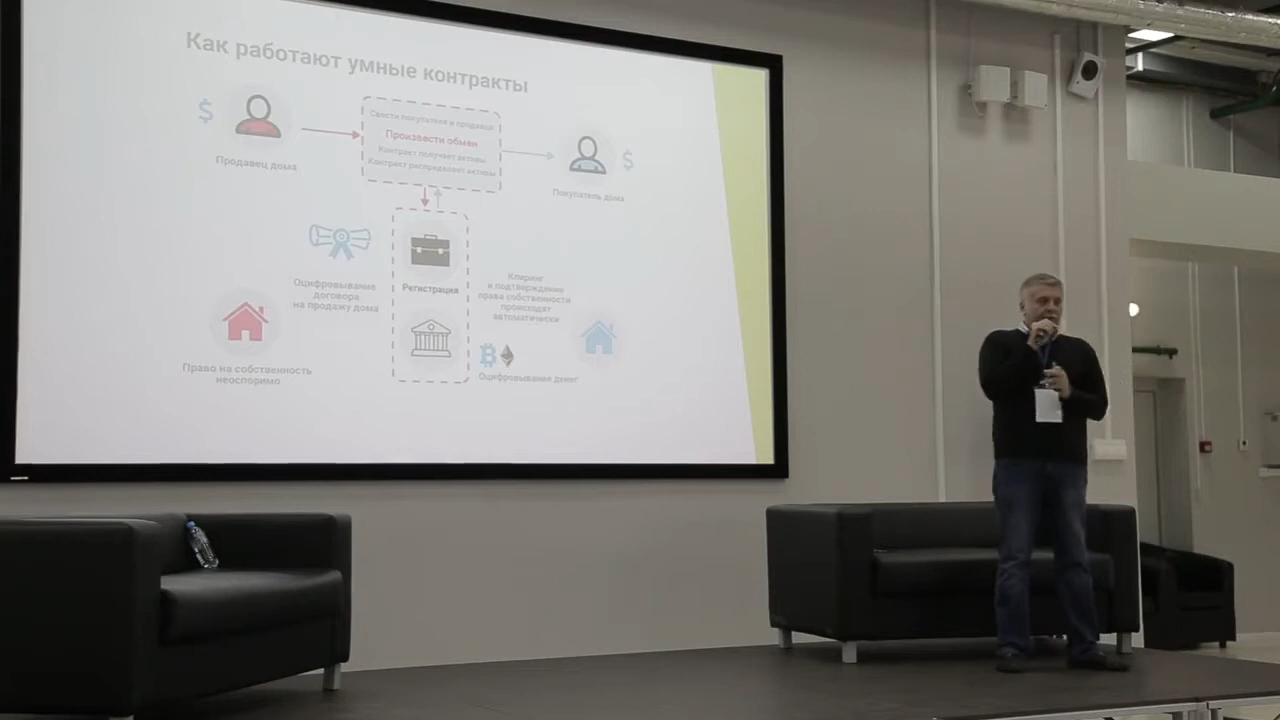 Как работают умные контракты
$
Продавец дома
Свести покупателя и продавца
Произвести обмен
Контракт получает активы
Контракт распределяет активы
$
Покупатель дома
Оцифровывание
договора
на продажу дома
Регистрация
Клиринг
и подтверждение
права собственности
происходят
автоматически
Право на собственность
неоспоримо
Оцифровывание денег